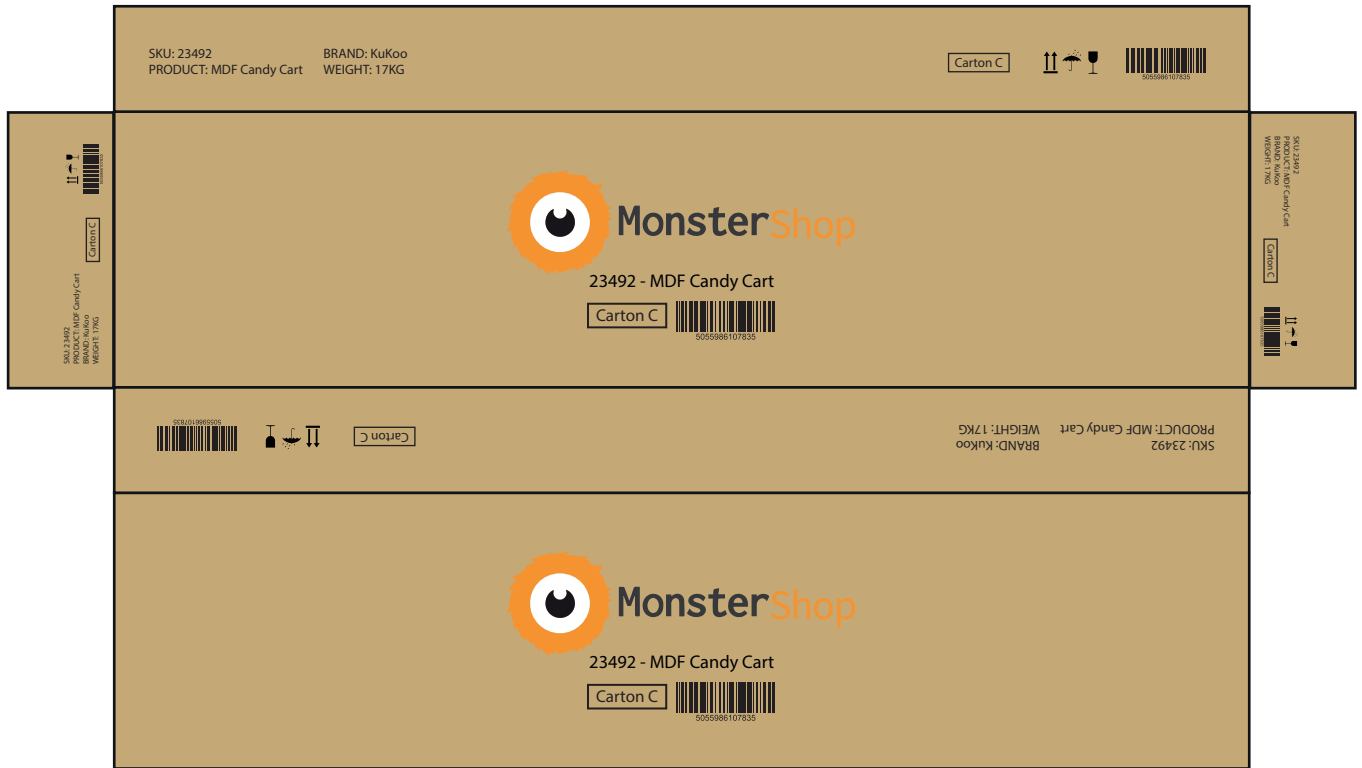 SKU: 23492
PRODUCT: MDF Candy Cart
BRAND: KuKoo
WEIGHT: 17KG
Carton C
5055986107835
SKU: 23492
PRODUCT: MDF Candy Cart
BRAND: KuKoo
WEIGHT: 17KG
Carton C
5055986107835
MonsterShop
23492 - MDF Candy Cart
Carton C
5055986107835
SKU: 23492
PRODUCT: MDF Candy Cart
BRAND: KuKoo
WEIGHT: 17KG
Carton C
SKU: 23492
PRODUCT: MDF Candy Cart
BRAND: KuKoo
WEIGHT: 17KG
Carton C
5055986107835
MonsterShop
23492 - MDF Candy Cart
Carton C
5055986107835